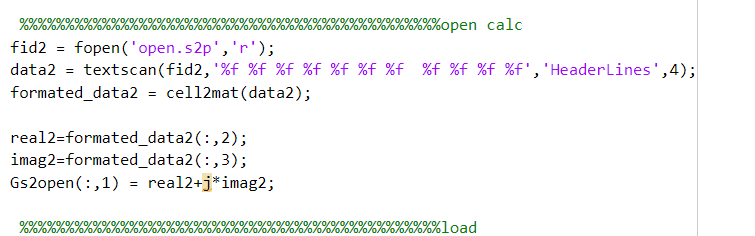 %%%%%%%%%%%%%%%%%%%%%%%%%%%%%%%%%%%%%%%%%%%%%%open calc
fid2 = fopen('open.s2p','r');
data2 = textscan(fid2,'%f %f %f %f %f %f %f  %f %f %f %f','HeaderLines',4);
formated_data2 = cell2mat(data2);
real2=formated_data2(:,2);
imag2=formated_data2(:,3);
Gs2open(:,1) = real2+j*imag2;
%%%%%%%%%%%%%%%%%%%%%%%%%%%%%%%%%%%%%%%%%%%%%%load